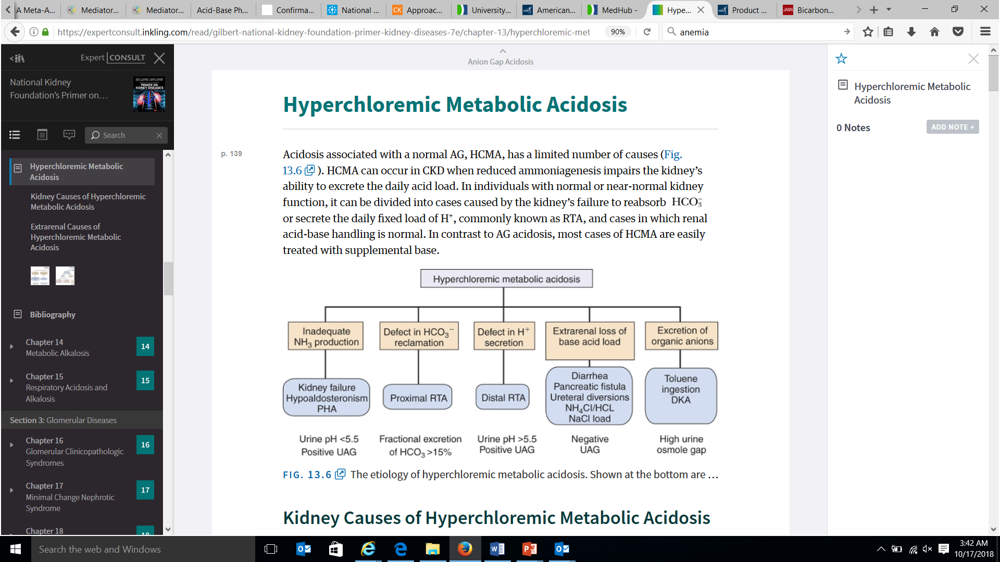 A Meta-A...
Mediator...
Mediator...
Acid-Base Ph...
Confirma...
National ...
CK
Approac...
University...
American...
MedHub -
Hype...
Product ...
JASN
Bicarbon...
https://expertconsult.inkling.com/read/gilbert-national-kidney-foundation-primer-kidney-diseases-7e/chapter-13/hyperchloremic-met
90%
anemia
Expert CONSULT
National Kidney
Foundation's Primer on...
PRIMER ON
KIDNEY DISEASES
Search
Hyperchloremic Metabolic
Acidosis
Kidney Causes of Hyperchloremic
Metabolic Acidosis
Extrarenal Causes of
Hyperchloremic Metabolic
Acidosis
Bibliography
Chapter 14
Metabolic Alkalosis
14
Chapter 15
Respiratory Acidosis and
Alkalosis
15
Section 3: Glomerular Diseases
Chapter 16
Glomerular Clinicopathologic
Syndromes
16
Chapter 17
Minimal Change Nephrotic
Syndrome
17
Chapter 18
18
Anion Gap Acidosis
Hyperchloremic Metabolic Acidosis
p. 139
Acidosis associated with a normal AG, HCMA, has a limited number of causes (Fig.
13.6 ). HCMA can occur in CKD when reduced ammoniagenesis impairs the kidney's
ability to excrete the daily acid load. In individuals with normal or near-normal kidney
function, it can be divided into cases caused by the kidney's failure to reabsorb HCO₃⁻
or secrete the daily fixed load of H⁺, commonly known as RTA, and cases in which renal
acid-base handling is normal. In contrast to AG acidosis, most cases of HCMA are easily
treated with supplemental base.
Hyperchloremic metabolic acidosis
Inadequate
NH₃ production
Defect in HCO₃⁻
reclamation
Defect in H⁺
secretion
Extrarenal loss of
base acid load
Excretion of
organic anions
Kidney failure
Hypoaldosteronism
PHA
Proximal RTA
Distal RTA
Diarrhea
Pancreatic fistula
Ureteral diversions
NH₄Cl/HCL
NaCl load
Toluene
ingestion
DKA
Urine pH <5.5
Positive UAG
Fractional excretion
of HCO₃ >15%
Urine pH >5.5
Positive UAG
Negative
UAG
High urine
osmole gap
FIG. 13.6 The etiology of hyperchloremic metabolic acidosis. Shown at the bottom are ...
Kidney Causes of Hyperchloremic Metabolic Acidosis
Hyperchloremic Metabolic
Acidosis
0 Notes
ADD NOTE +
Search the web and Windows
3:42 AM
10/17/2018